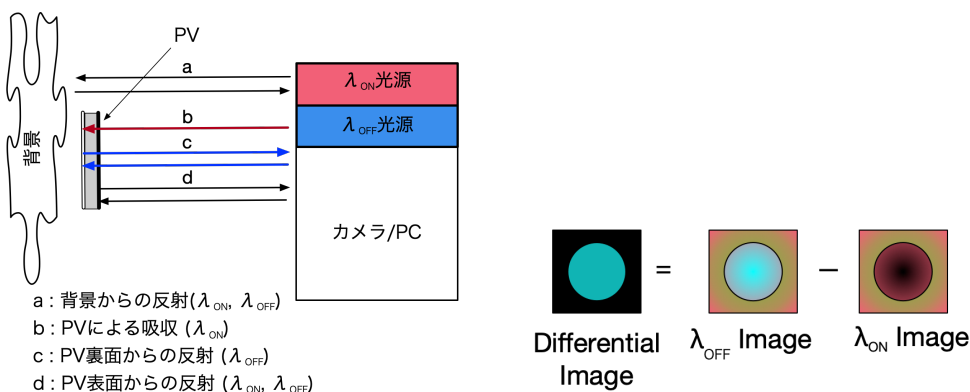 PV
a
λON光源
b
λOFF光源
c
d
背景
カメラ/PC
a : 背景からの反射(λON, λOFF)
b : PVによる吸収 (λON)
c : PV裏面からの反射 (λOFF)
d : PV表面からの反射 (λON, λOFF)
=
−
Differential
Image
λOFF Image
λON Image